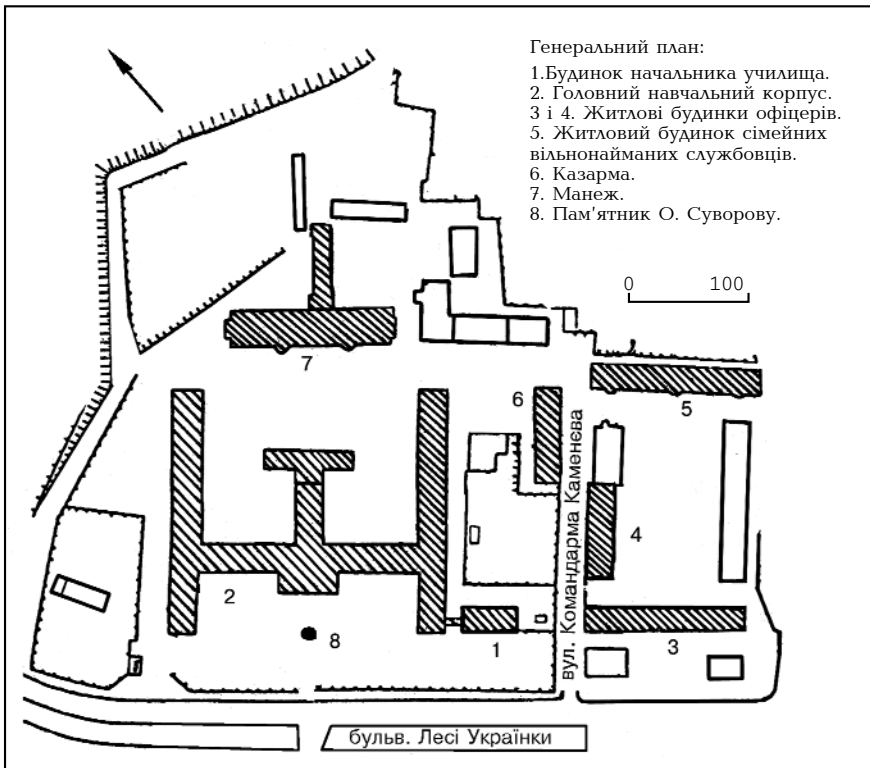 Генеральний план:
1.Будинок начальника училища.
2. Головний навчальний корпус.
3 і 4. Житлові будинки офіцерів.
5. Житловий будинок сімейних
вільнонайманих службовців.
6. Казарма.
7. Манеж.
8. Пам'ятник О. Суворову.
0 100
7
6
5
вул. Командарма Каменєва
4
2
8
1
3
бульв. Лесі Українки